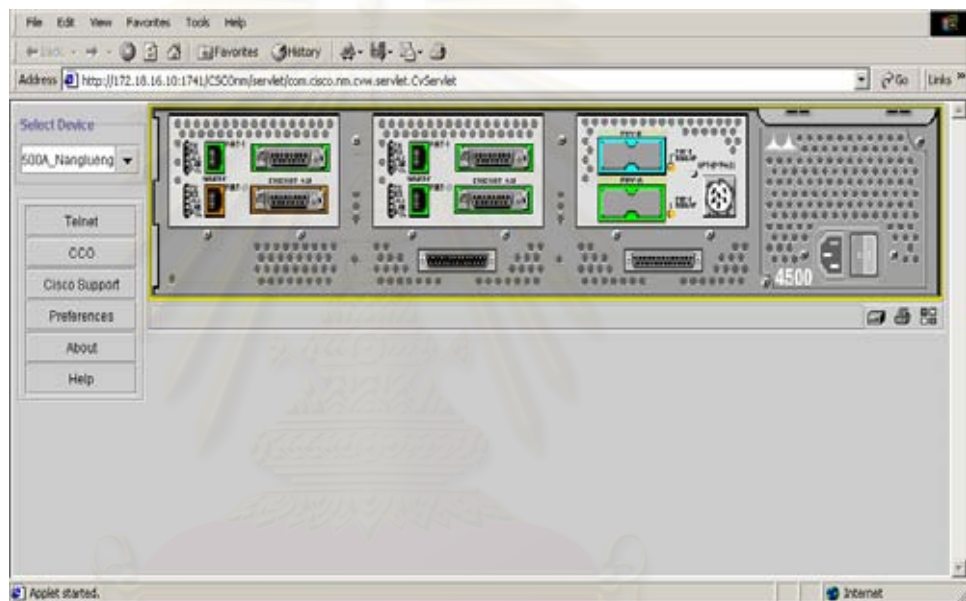 File Edit View Favorites Tools Help
Favorites History
Address http://172.18.16.10:1741/CSCOnm/servlet/com.cisco.nm.cvw.servlet.CvServlet Go Links »
Select Device
500A_Nanglueng
Telnet
CCO
Cisco Support
Preferences
About
Help
4500
Applet started. Internet